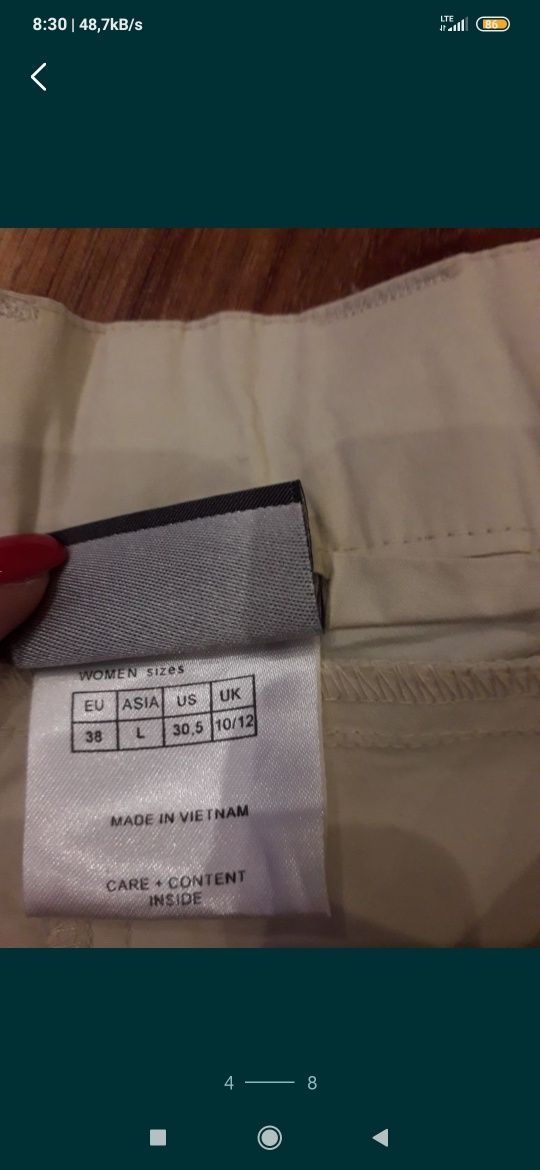 8:30 | 48,7kB/s
LTE
86
WOMEN sizes
EU ASIA US UK
38 L 30.5 10/12
MADE IN VIETNAM
CARE + CONTENT
INSIDE
4 8